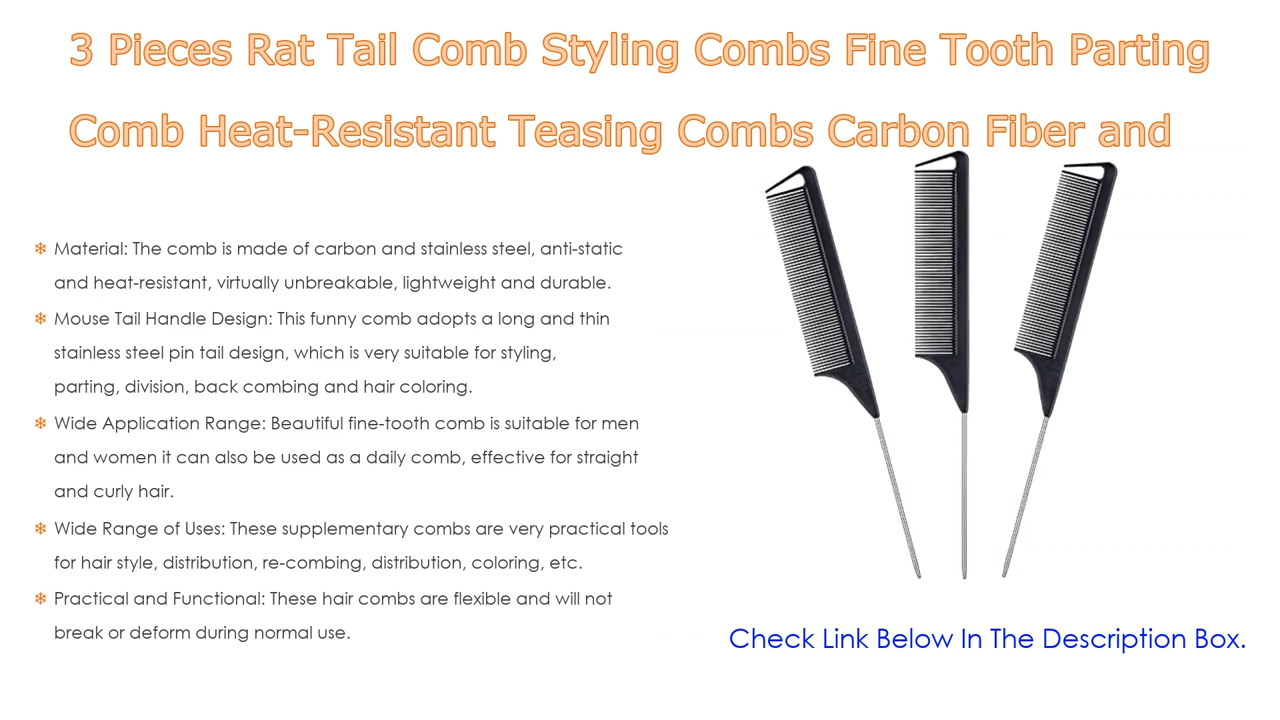 3 Pieces Rat Tail Comb Styling Combs Fine Tooth Parting
Comb Heat-Resistant Teasing Combs Carbon Fiber and
❄ Material: The comb is made of carbon and stainless steel, anti-static
and heat-resistant, virtually unbreakable, lightweight and durable.
❄ Mouse Tail Handle Design: This funny comb adopts a long and thin
stainless steel pin tail design, which is very suitable for styling,
parting, division, back combing and hair coloring.
❄ Wide Application Range: Beautiful fine-tooth comb is suitable for men
and women it can also be used as a daily comb, effective for straight
and curly hair.
❄ Wide Range of Uses: These supplementary combs are very practical tools
for hair style, distribution, re-combing, distribution, coloring, etc.
❄ Practical and Functional: These hair combs are flexible and will not
break or deform during normal use.
Check Link Below In The Description Box.